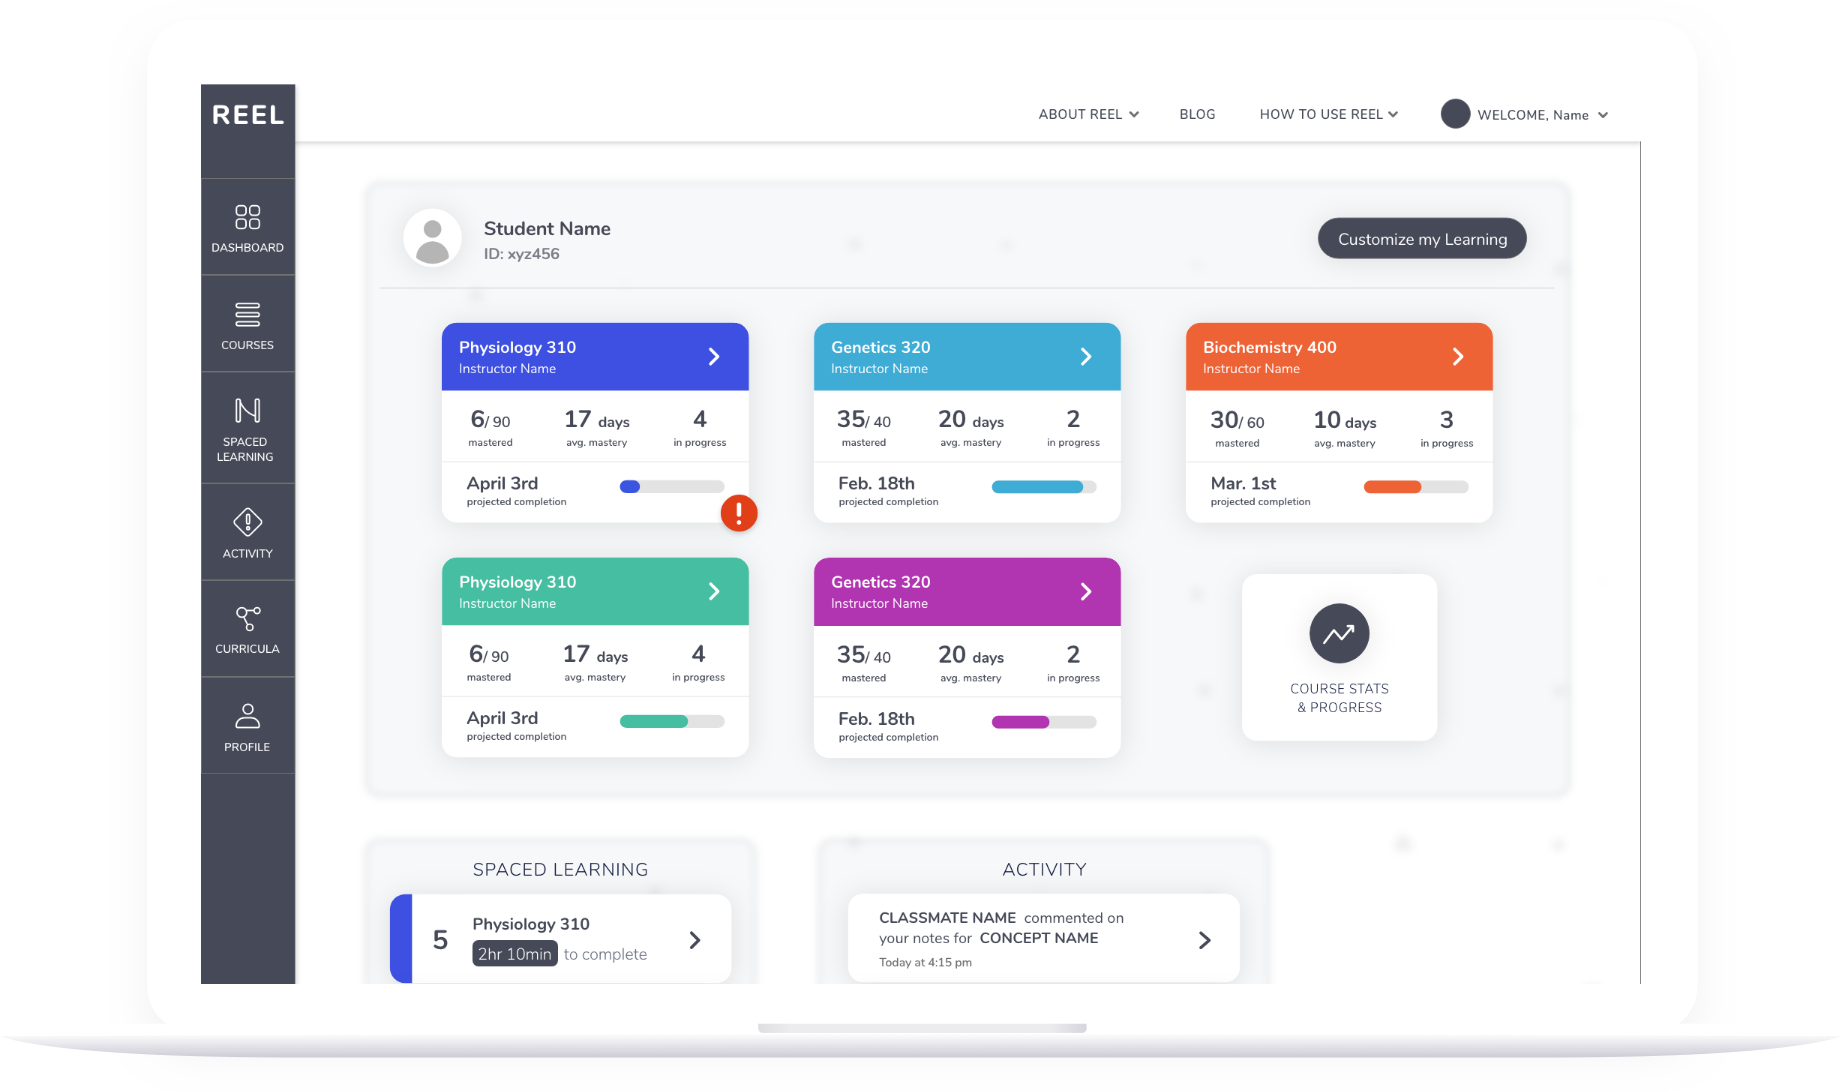 REEL
ABOUT REEL
BLOG
HOW TO USE REEL
WELCOME, Name
DASHBOARD
COURSES
SPACED
LEARNING
ACTIVITY
CURRICULA
PROFILE
Student Name
ID: xyz456
Customize my Learning
Physiology 310
Instructor Name
6/ 90 17 days 4
mastered avg. mastery in progress
April 3rd
projected completion
Genetics 320
Instructor Name
35/ 40 20 days 2
mastered avg. mastery in progress
Feb. 18th
projected completion
Biochemistry 400
Instructor Name
30/ 60 10 days 3
mastered avg. mastery in progress
Mar. 1st
projected completion
Physiology 310
Instructor Name
6/ 90 17 days 4
mastered avg. mastery in progress
April 3rd
projected completion
Genetics 320
Instructor Name
35/ 40 20 days 2
mastered avg. mastery in progress
Feb. 18th
projected completion
COURSE STATS
& PROGRESS
SPACED LEARNING
5
Physiology 310
2hr 10min to complete
ACTIVITY
CLASSMATE NAME commented on
your notes for CONCEPT NAME
Today at 4:15 pm